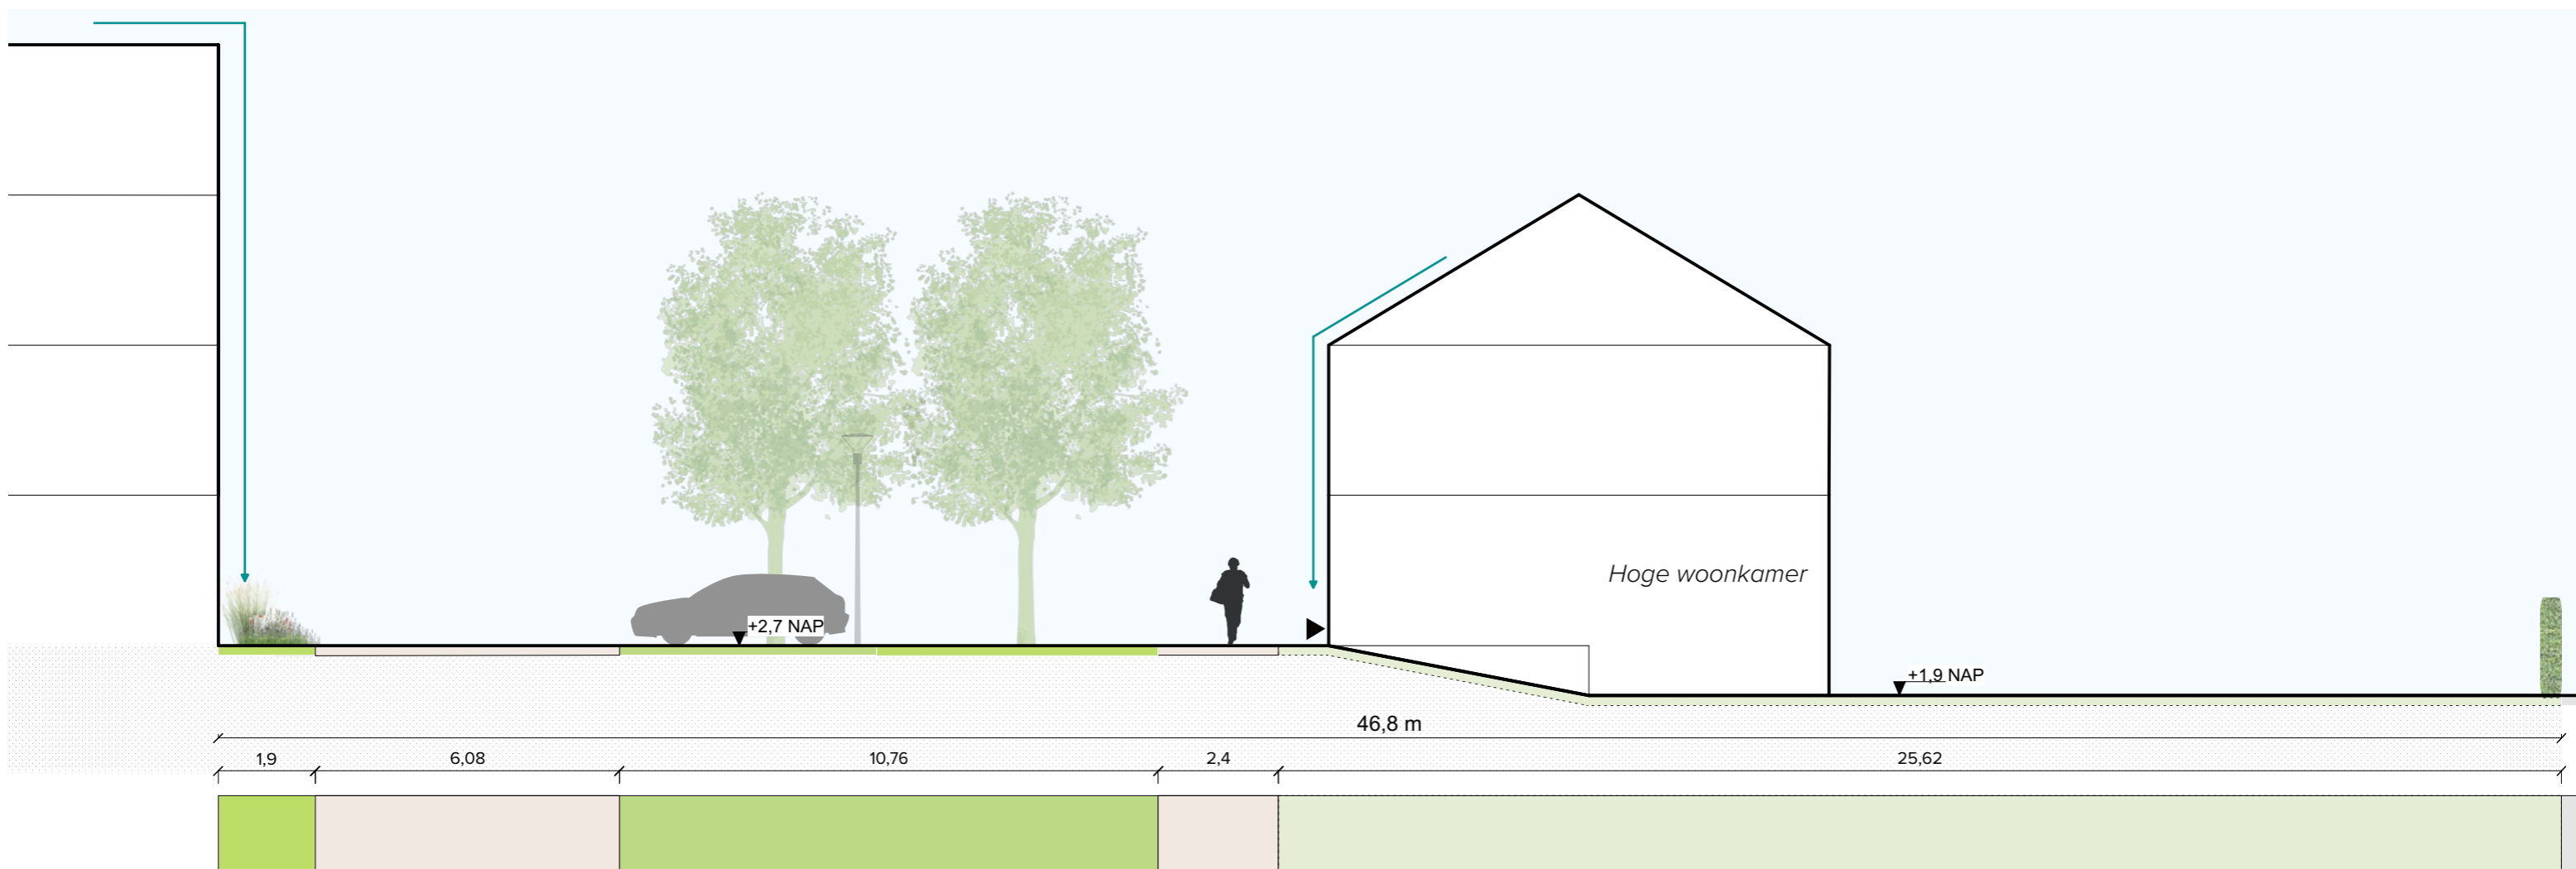 Hoge woonkamer
+2,7 NAP
+1,9 NAP
46,8 m
1,9
6,08
10,76
2,4
25,62